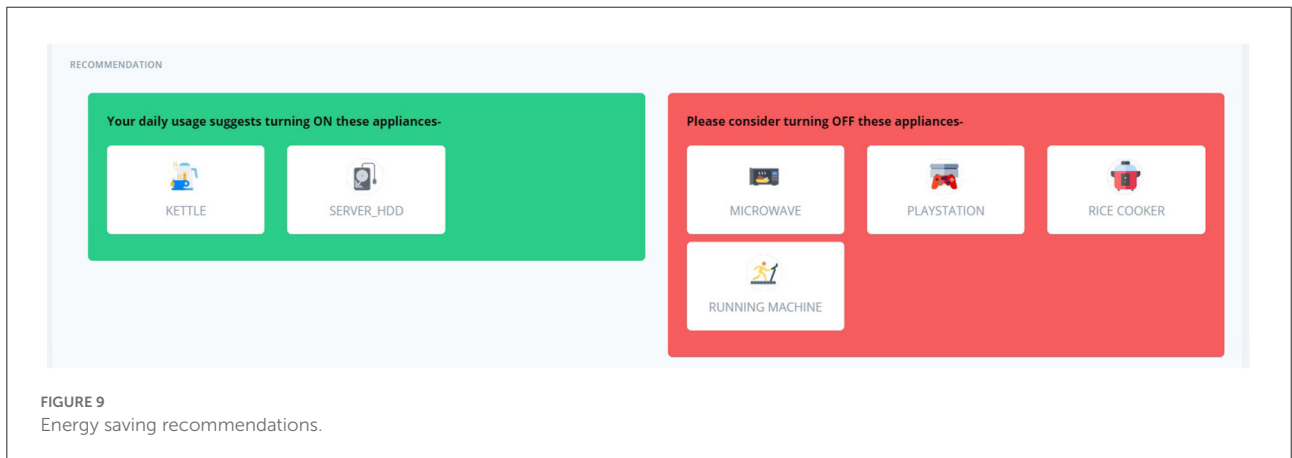 RECOMMENDATION
Your daily usage suggests turning ON these appliances-
KETTLE
SERVER_HDD
Please consider turning OFF these appliances-
MICROWAVE
PLAYSTATION
RICE COOKER
RUNNING MACHINE
FIGURE 9
Energy saving recommendations.